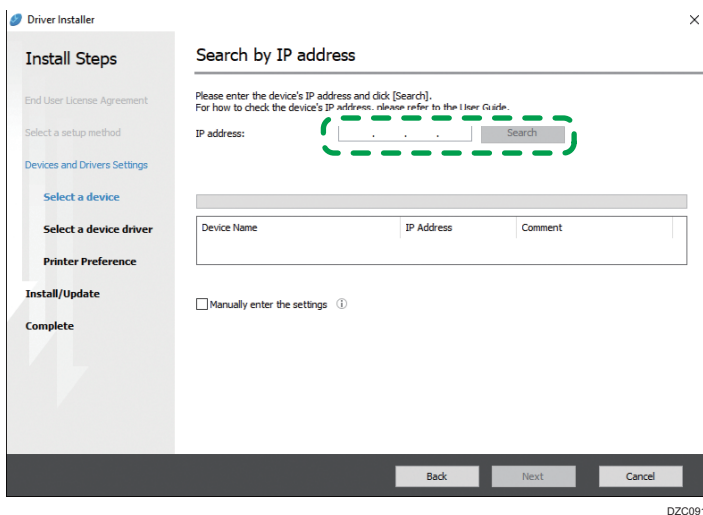 Driver Installer
Install Steps
End User License Agreement
Select a setup method
Devices and Drivers Settings
Select a device
Select a device driver
Printer Preference
Install/Update
Complete
Search by IP address
Please enter the device's IP address and click [Search].
For how to check the device's IP address, please refer to the User Guide.
IP address: . . . Search
Device Name IP Address Comment
Manually enter the settings
Back Next Cancel
DZC091